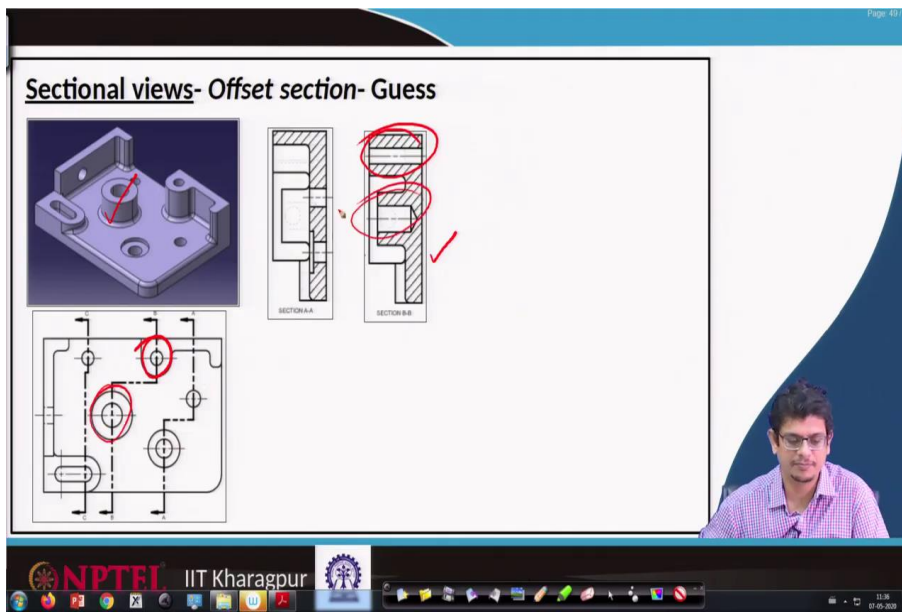 Page: 49/
Sectional views- Offset section- Guess
SECTION A-A
SECTION B-B
C
B
A
C
B
A
NPTEL IIT Kharagpur
11:36
07-05-2020